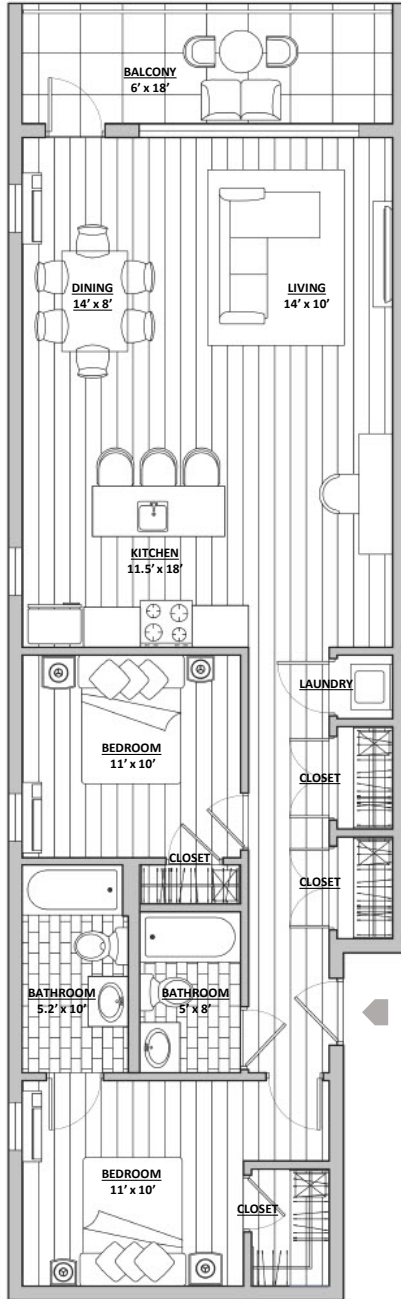 BALCONY
6’ x 18’
DINING
14’ x 8’
LIVING
14’ x 10’
KITCHEN
11.5’ x 18’
LAUNDRY
BEDROOM
11’ x 10’
CLOSET
CLOSET
CLOSET
BATHROOM
5.2’ x 10’
BATHROOM
5’ x 8’
BEDROOM
11’ x 10’
CLOSET